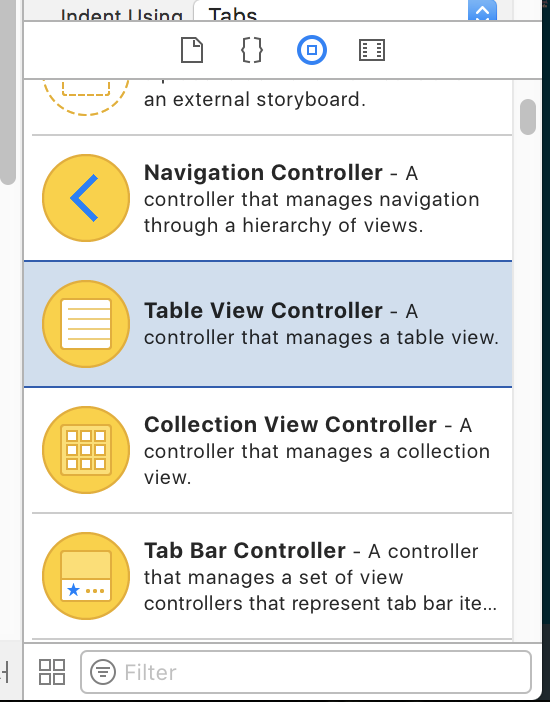 Indent Using Tabs
an external storyboard.
Navigation Controller - A
controller that manages navigation
through a hierarchy of views.
Table View Controller - A
controller that manages a table view.
Collection View Controller - A
controller that manages a collection
view.
Tab Bar Controller - A controller
that manages a set of view
controllers that represent tab bar ite...
Filter